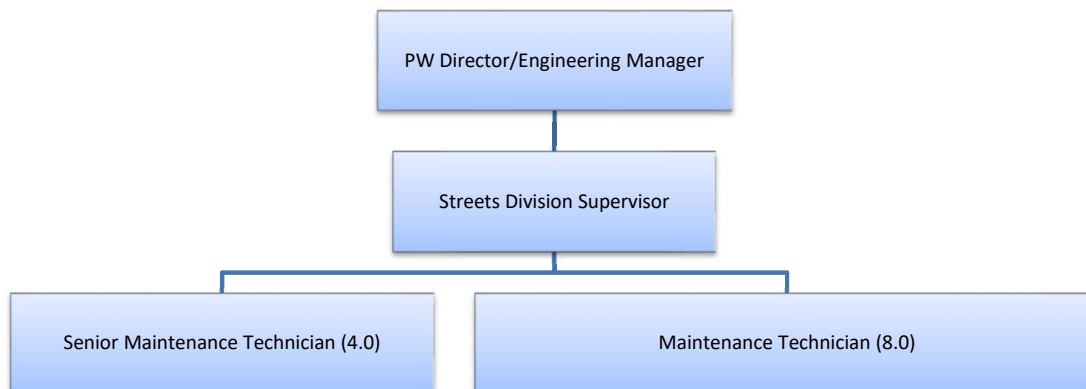 PW Director/Engineering Manager
Streets Division Supervisor
Senior Maintenance Technician (4.0)
Maintenance Technician (8.0)